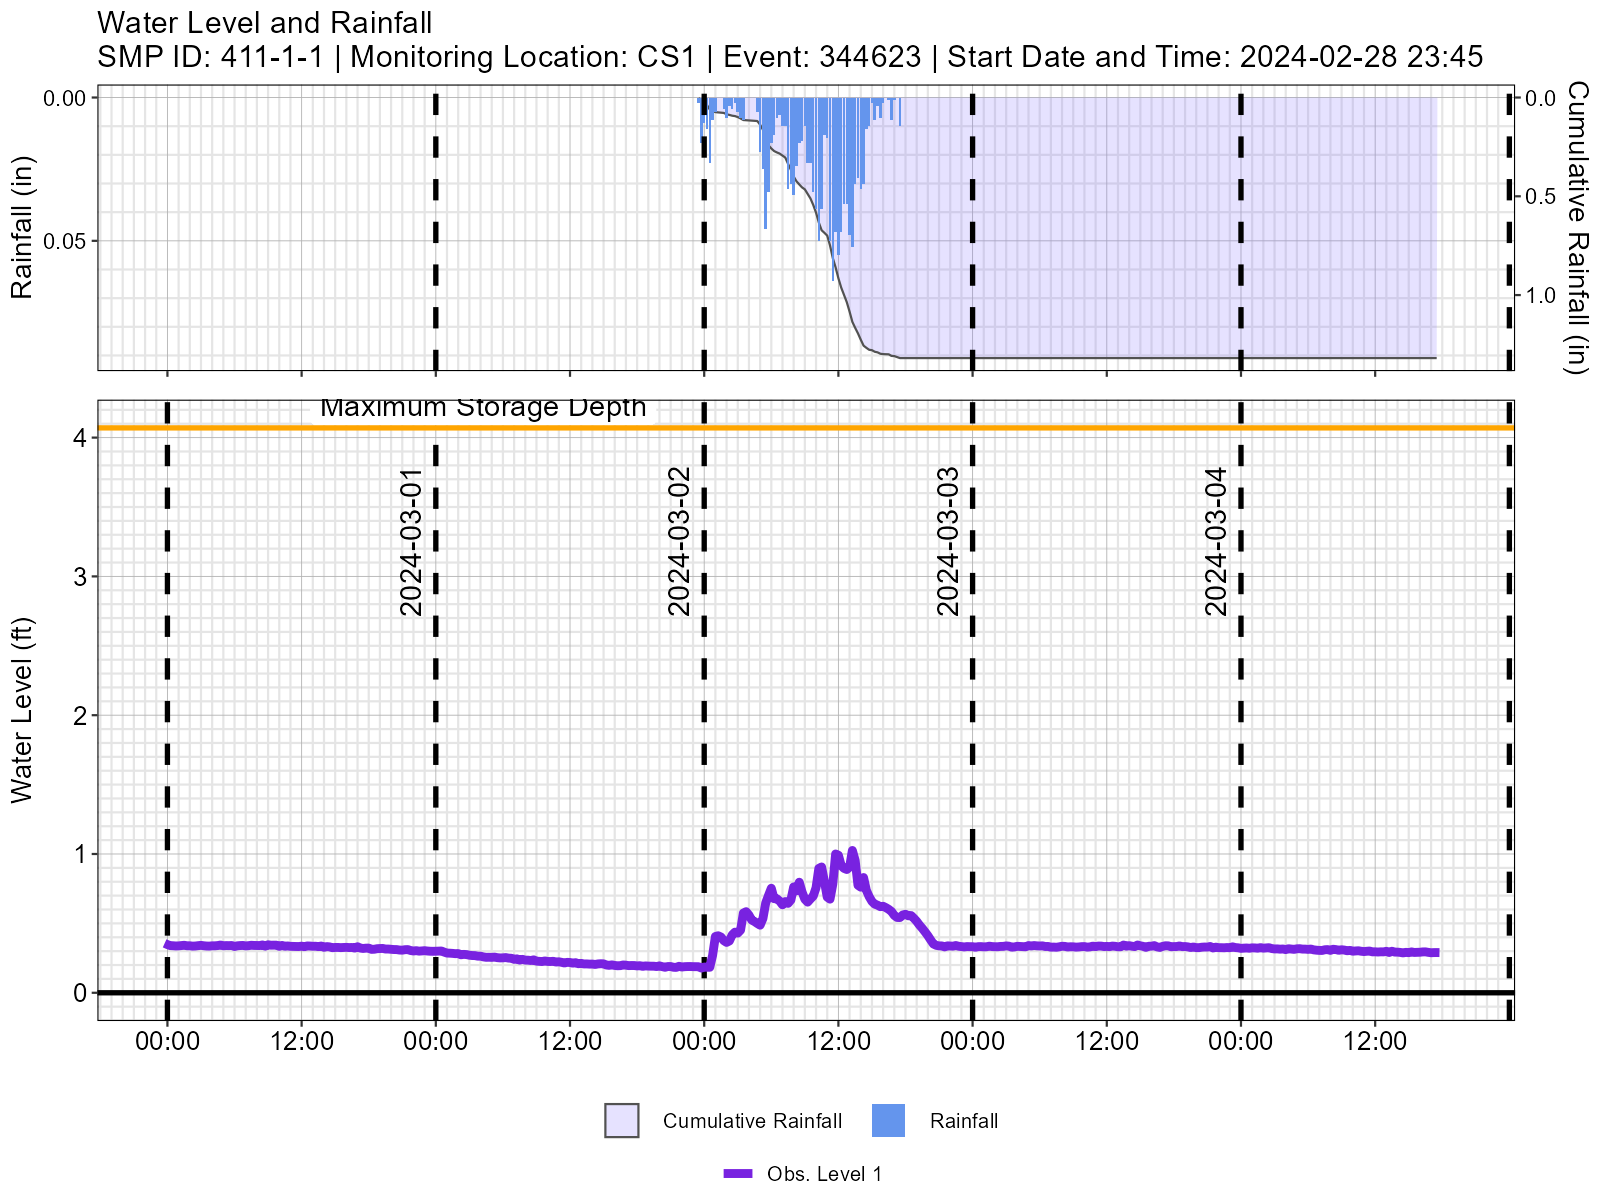 Water Level and Rainfall
SMP ID: 411-1-1 | Monitoring Location: CS1 | Event: 344623 | Start Date and Time: 2024-02-28 23:45
Rainfall (in)
0.00
0.05
0.0
0.5
1.0
Cumulative Rainfall (in)
Maximum Storage Depth
Water Level (ft)
4
3
2
1
0
2024-03-01
2024-03-02
2024-03-03
2024-03-04
00:00 12:00 00:00 12:00 00:00 12:00 00:00 12:00 00:00 12:00
Cumulative Rainfall Rainfall
Obs. Level 1